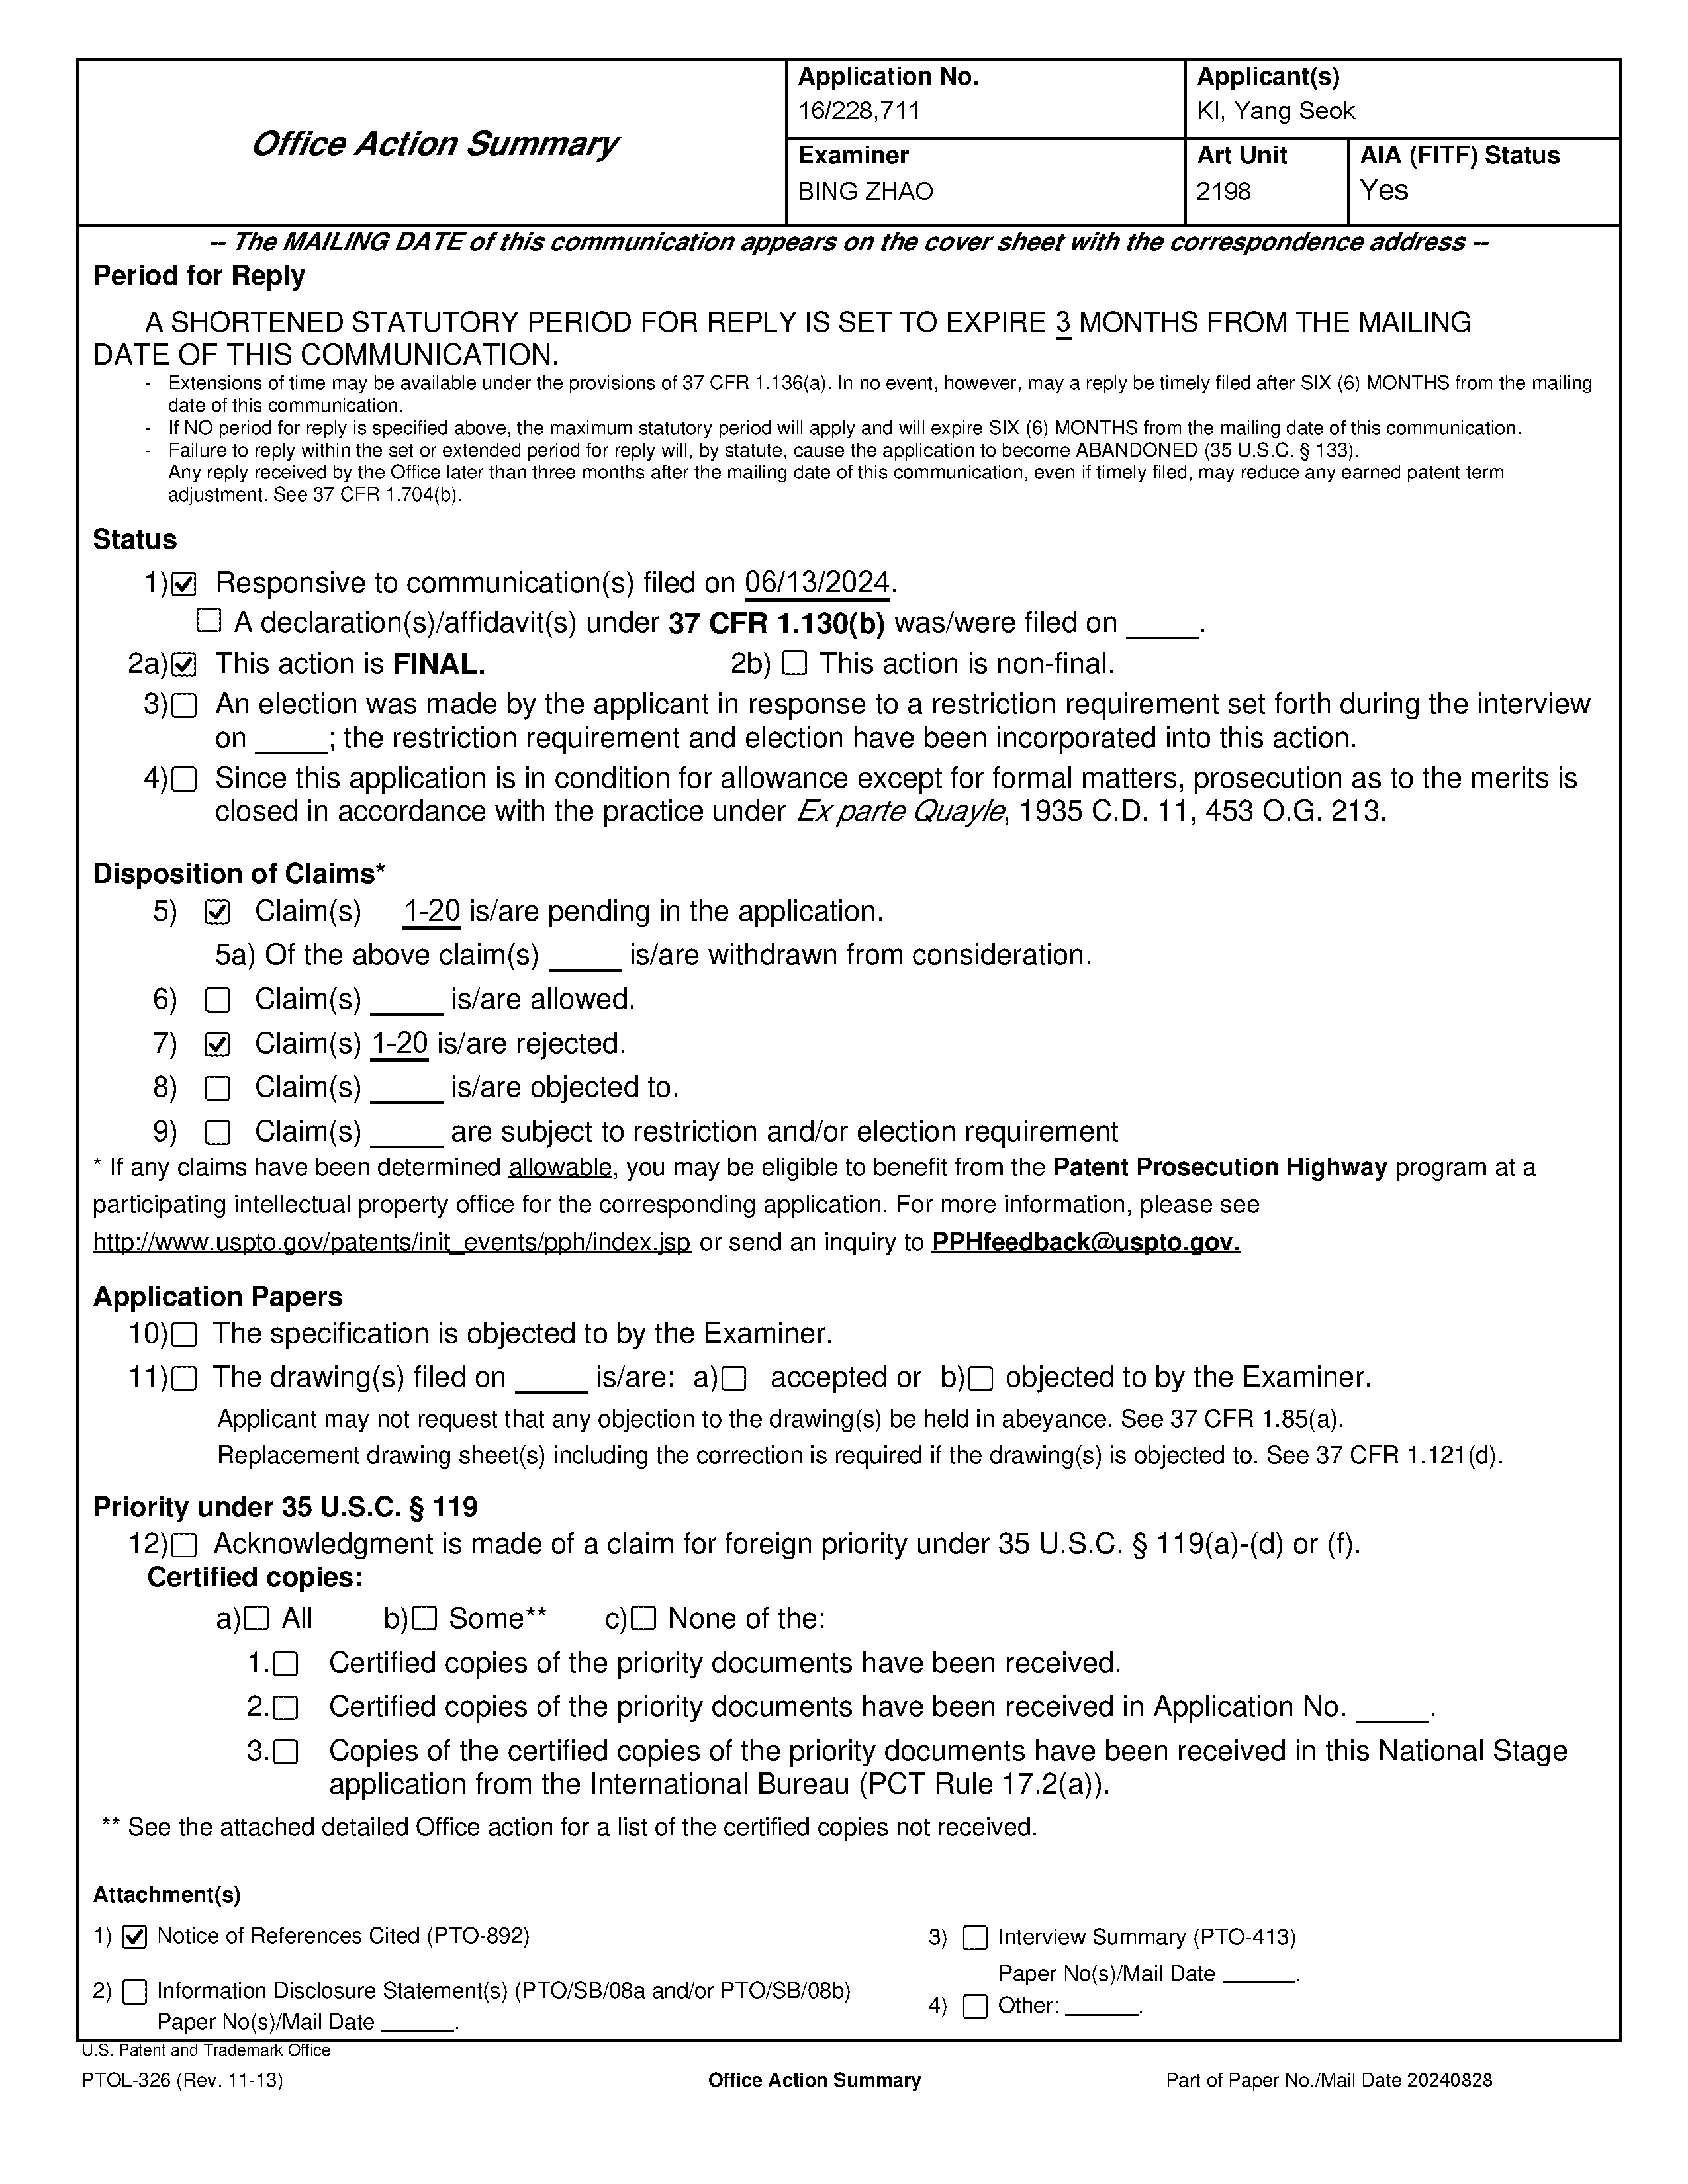 Office Action Summary
Application No.
16/228,711
Applicant(s)
KI, Yang Seok
Examiner
BING ZHAO
Art Unit
2198
AIA (FITF) Status
Yes
-- The MAILING DATE of this communication appears on the cover sheet with the correspondence address --
Period for Reply
A SHORTENED STATUTORY PERIOD FOR REPLY IS SET TO EXPIRE 3 MONTHS FROM THE MAILING
DATE OF THIS COMMUNICATION.
- Extensions of time may be available under the provisions of 37 CFR 1.136(a). In no event, however, may a reply be timely filed after SIX (6) MONTHS from the mailing
date of this communication.
- If NO period for reply is specified above, the maximum statutory period will apply and will expire SIX (6) MONTHS from the mailing date of this communication.
- Failure to reply within the set or extended period for reply will, by statute, cause the application to become ABANDONED (35 U.S.C. § 133).
Any reply received by the Office later than three months after the mailing date of this communication, even if timely filed, may reduce any earned patent term
adjustment. See 37 CFR 1.704(b).
Status
1)☑ Responsive to communication(s) filed on 06/13/2024.
☐ A declaration(s)/affidavit(s) under 37 CFR 1.130(b) was/were filed on _____.
2a)☑ This action is FINAL. 2b) ☐ This action is non-final.
3)☐ An election was made by the applicant in response to a restriction requirement set forth during the interview
on _____; the restriction requirement and election have been incorporated into this action.
4)☐ Since this application is in condition for allowance except for formal matters, prosecution as to the merits is
closed in accordance with the practice under Ex parte Quayle, 1935 C.D. 11, 453 O.G. 213.
Disposition of Claims*
5) ☑ Claim(s) 1-20 is/are pending in the application.
5a) Of the above claim(s) _____ is/are withdrawn from consideration.
6) ☐ Claim(s) _____ is/are allowed.
7) ☑ Claim(s) 1-20 is/are rejected.
8) ☐ Claim(s) _____ is/are objected to.
9) ☐ Claim(s) _____ are subject to restriction and/or election requirement
* If any claims have been determined allowable, you may be eligible to benefit from the Patent Prosecution Highway program at a
participating intellectual property office for the corresponding application. For more information, please see
http://www.uspto.gov/patents/init_events/pph/index.jsp or send an inquiry to PPHfeedback@uspto.gov.
Application Papers
10)☐ The specification is objected to by the Examiner.
11)☐ The drawing(s) filed on _____ is/are: a)☐ accepted or b)☐ objected to by the Examiner.
Applicant may not request that any objection to the drawing(s) be held in abeyance. See 37 CFR 1.85(a).
Replacement drawing sheet(s) including the correction is required if the drawing(s) is objected to. See 37 CFR 1.121(d).
Priority under 35 U.S.C. § 119
12)☐ Acknowledgment is made of a claim for foreign priority under 35 U.S.C. § 119(a)-(d) or (f).
Certified copies:
a)☐ All b)☐ Some** c)☐ None of the:
1.☐ Certified copies of the priority documents have been received.
2.☐ Certified copies of the priority documents have been received in Application No. _____.
3.☐ Copies of the certified copies of the priority documents have been received in this National Stage
application from the International Bureau (PCT Rule 17.2(a)).
** See the attached detailed Office action for a list of the certified copies not received.
Attachment(s)
1) ☑ Notice of References Cited (PTO-892)
2) ☐ Information Disclosure Statement(s) (PTO/SB/08a and/or PTO/SB/08b)
Paper No(s)/Mail Date _____.
3) ☐ Interview Summary (PTO-413)
Paper No(s)/Mail Date _____.
4) ☐ Other: _____.
U.S. Patent and Trademark Office
PTOL-326 (Rev. 11-13) Office Action Summary Part of Paper No./Mail Date 20240828